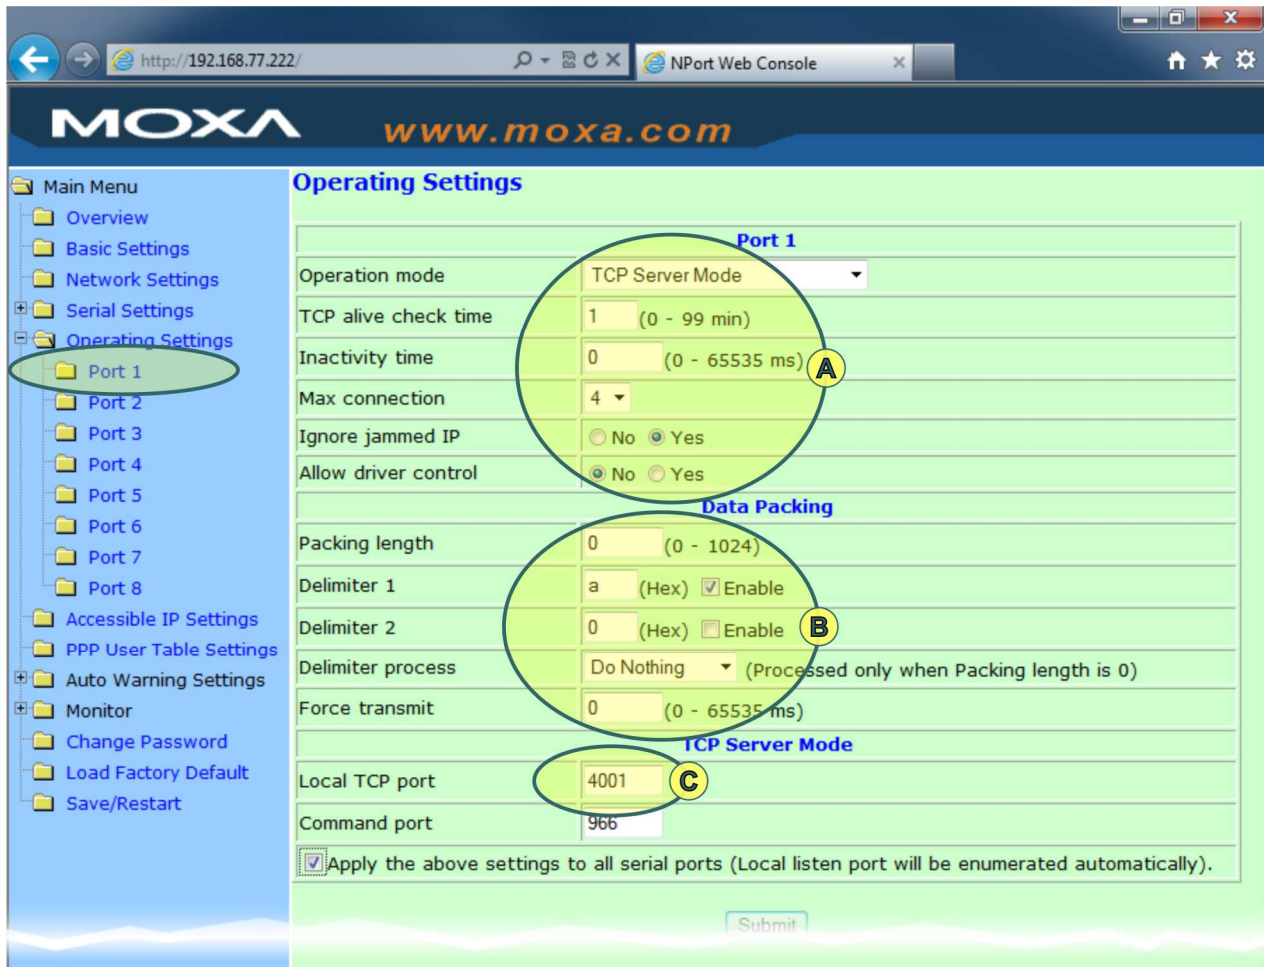 http://192.168.77.222/
NPort Web Console
MOXA www.moxa.com
Main Menu
Overview
Basic Settings
Network Settings
Serial Settings
Operating Settings
Port 1
Port 2
Port 3
Port 4
Port 5
Port 6
Port 7
Port 8
Accessible IP Settings
PPP User Table Settings
Auto Warning Settings
Monitor
Change Password
Load Factory Default
Save/Restart
Operating Settings
Port 1
Operation mode TCP Server Mode
TCP alive check time 1 (0 - 99 min)
Inactivity time 0 (0 - 65535 ms) A
Max connection 4
Ignore jammed IP No Yes
Allow driver control No Yes
Data Packing
Packing length 0 (0 - 1024)
Delimiter 1 a (Hex) Enable
Delimiter 2 0 (Hex) Enable B
Delimiter process Do Nothing (Processed only when Packing length is 0)
Force transmit 0 (0 - 65535 ms)
TCP Server Mode
Local TCP port 4001 C
Command port 966
Apply the above settings to all serial ports (Local listen port will be enumerated automatically).
Submit